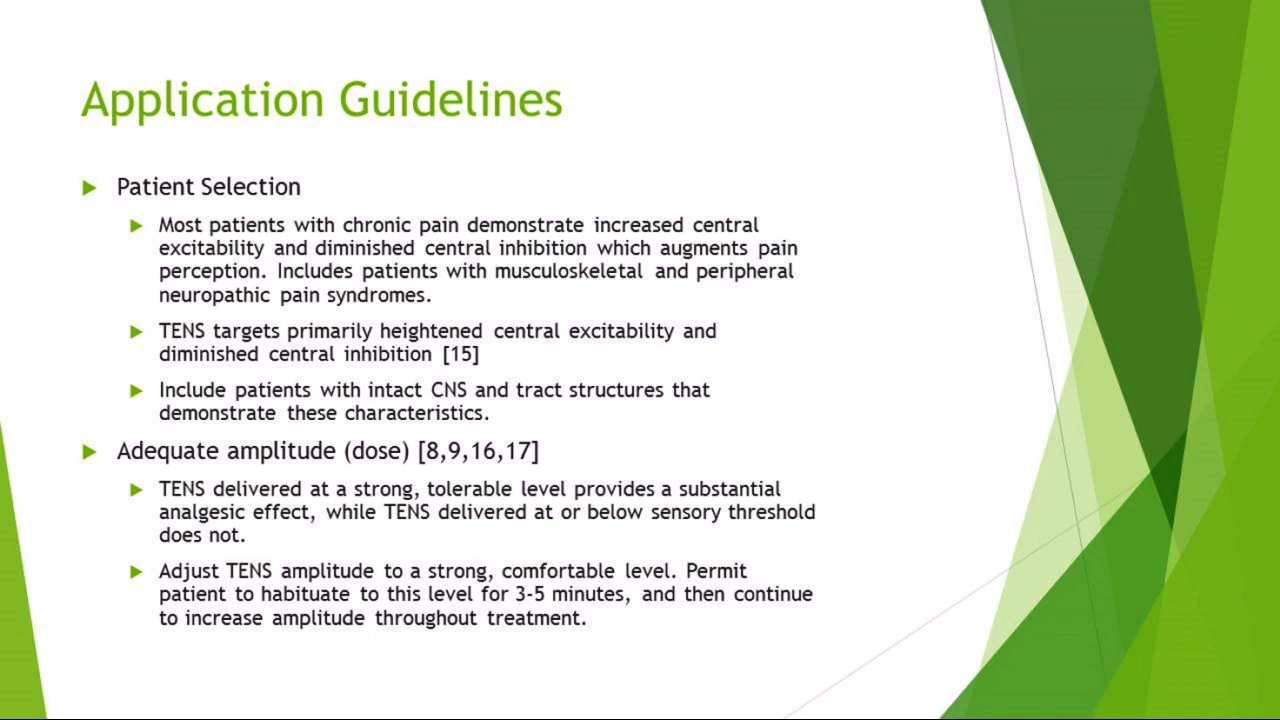 Application Guidelines
Patient Selection
Most patients with chronic pain demonstrate increased central
excitability and diminished central inhibition which augments pain
perception. Includes patients with musculoskeletal and peripheral
neuropathic pain syndromes.
TENS targets primarily heightened central excitability and
diminished central inhibition [15]
Include patients with intact CNS and tract structures that
demonstrate these characteristics.
Adequate amplitude (dose) [8,9,16,17]
TENS delivered at a strong, tolerable level provides a substantial
analgesic effect, while TENS delivered at or below sensory threshold
does not.
Adjust TENS amplitude to a strong, comfortable level. Permit
patient to habituate to this level for 3-5 minutes, and then continue
to increase amplitude throughout treatment.